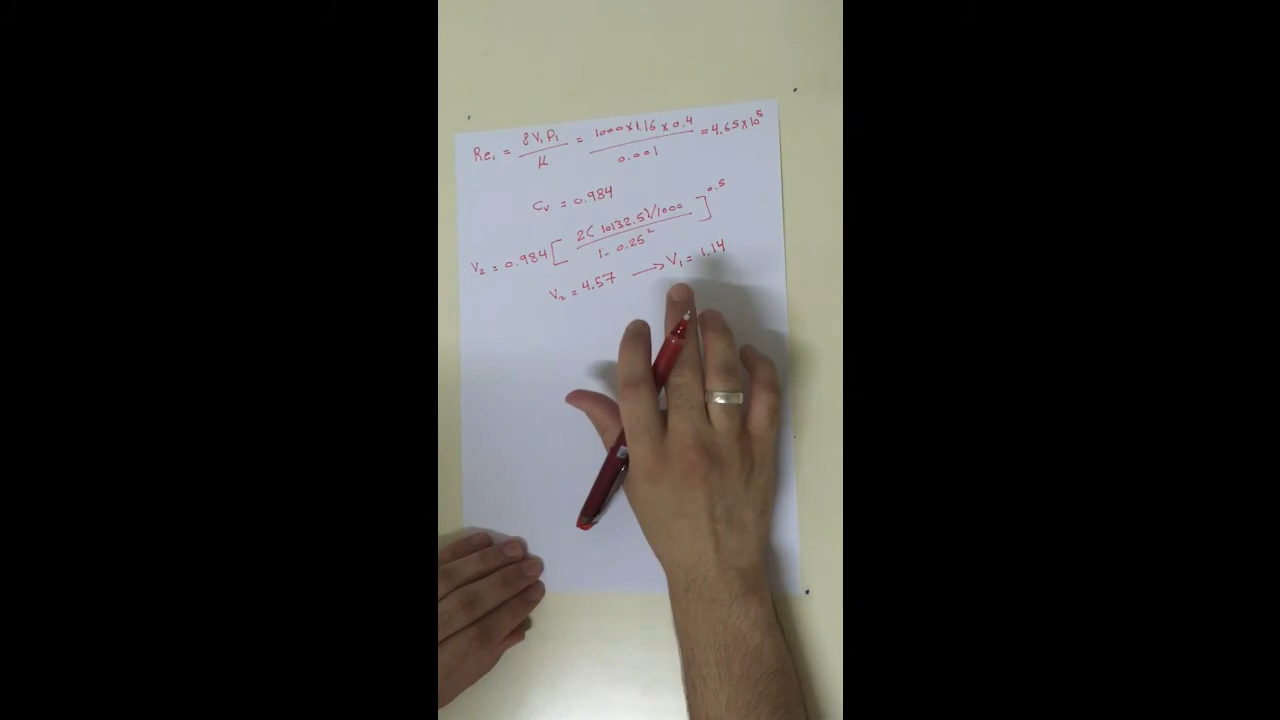 Re₁ = ρV₁D₁/μ = 1000×1.16×0.4/0.001 = 4.65×10⁵
Cᵥ = 0.984
V₂ = 0.984[2(10132.5)/1000/1-0.25²]^0.5
V₂ = 4.57 → V₁ = 1.14